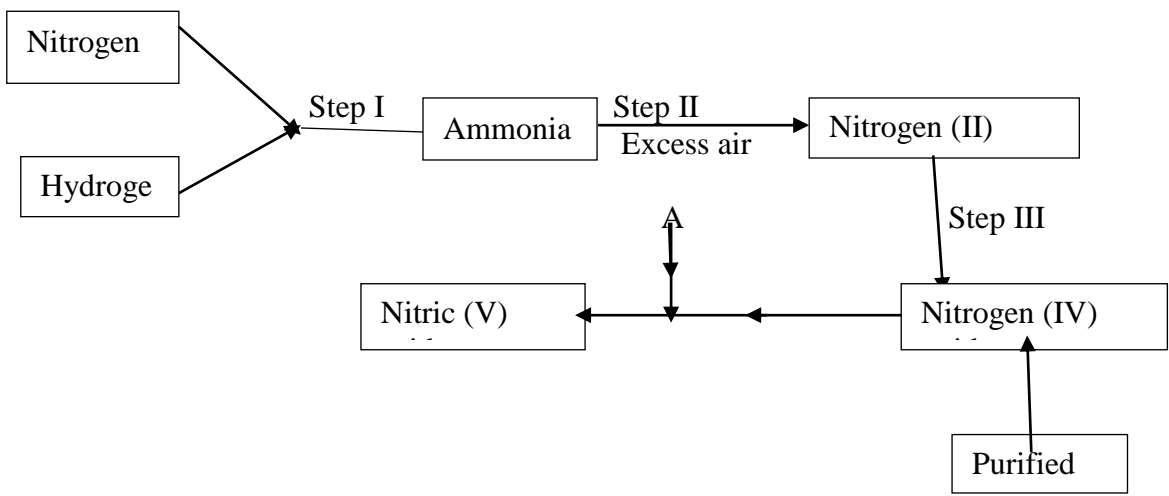 Nitrogen
Step I
Step II
Ammonia
Nitrogen (II)
Excess air
Hydroge
A
Step III
Nitric (V)
Nitrogen (IV)
Purified